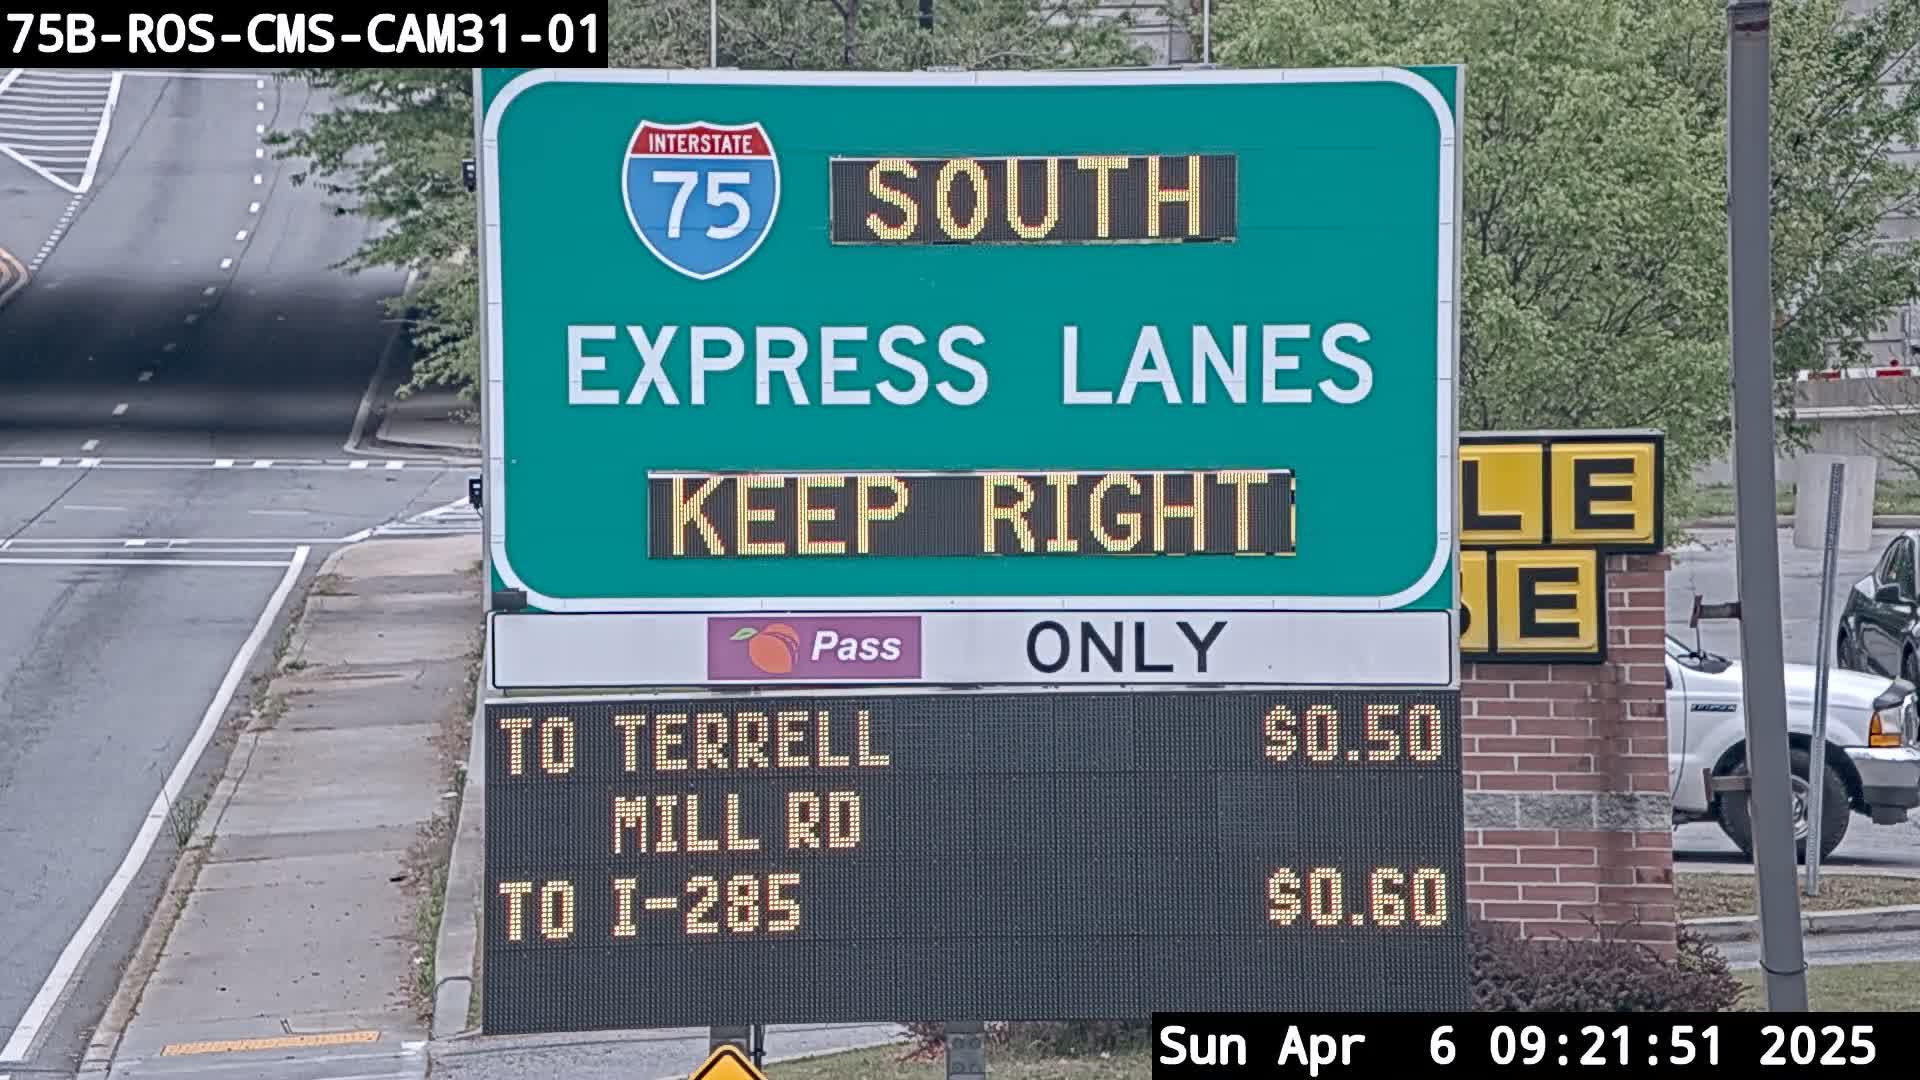 75B-ROS-CMS-CAM31-01
INTERSTATE
75
SOUTH
EXPRESS LANES
KEEP RIGHT
Pass ONLY
TO TERRELL $0.50
MILL RD
TO I-285 $0.60
LE
E
Sun Apr 6 09:21:51 2025